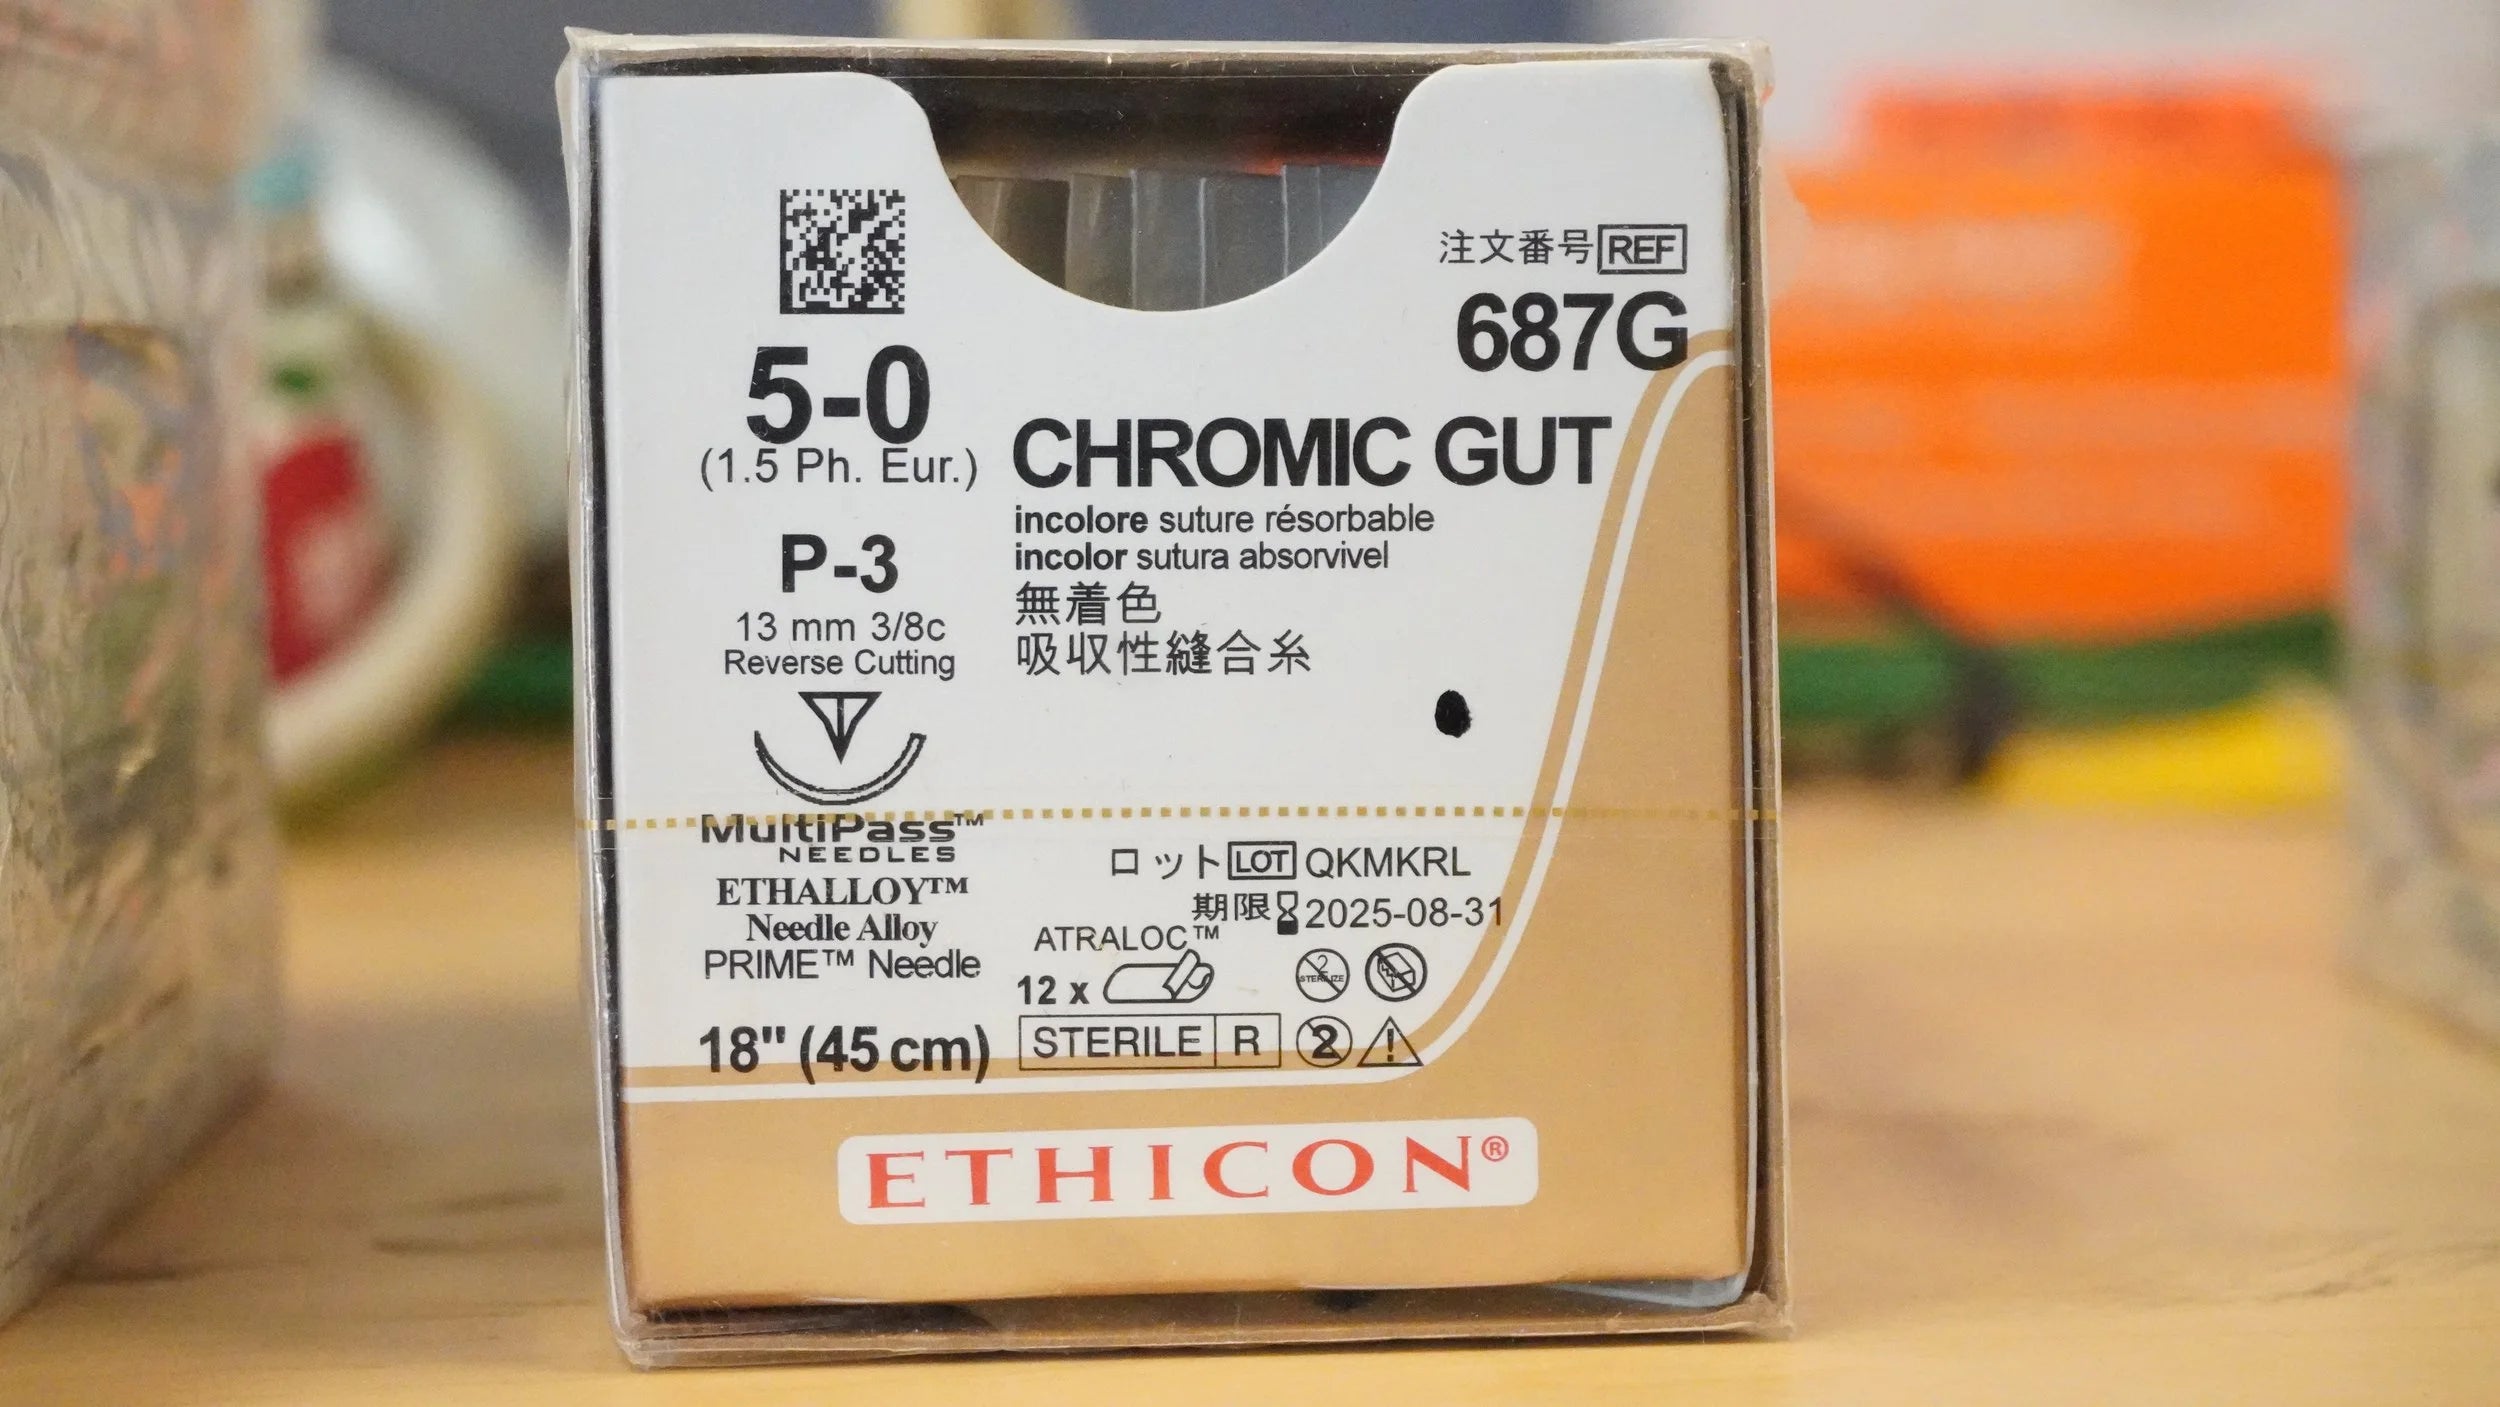 注文番号 REF
687G
5-0
(1.5 Ph. Eur.)
CHROMIC GUT
incolore suture résorbable
incolor sutura absorvivel
無着色
吸収性縫合糸
P-3
13 mm 3/8c
Reverse Cutting
MultiPass™
NEEDLES
ETHALLOY™
Needle Alloy
PRIME™ Needle
18" (45 cm)
ロット LOT QKMKRL
期限 2025-08-31
ATRALOC™
12 x
2
STERILIZE
STERILE R
2
!
ETHICON®